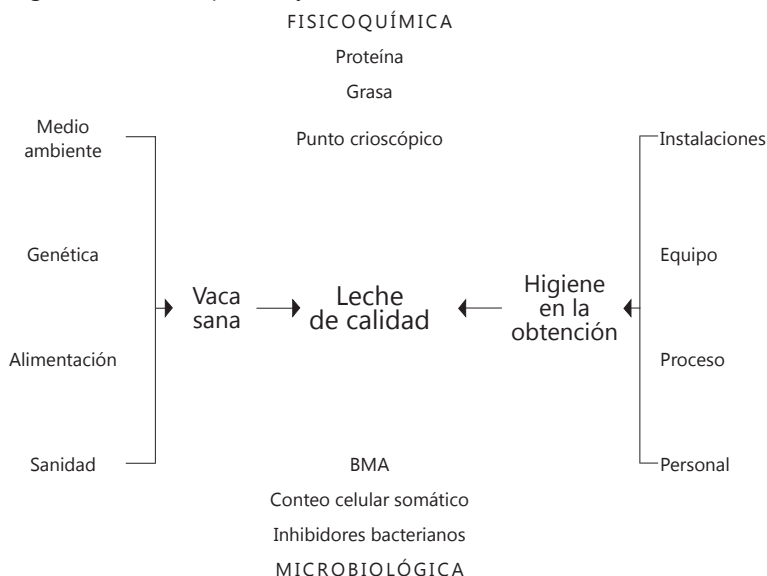 FISICOQUÍMICA
Proteína
Grasa
Punto crioscópico
Medio
ambiente
Genética
Alimentación
Sanidad
Vaca
sana
Leche
de calidad
Higiene
en la
obtención
Instalaciones
Equipo
Proceso
Personal
BMA
Conteo celular somático
Inhibidores bacterianos
MICROBIOLÓGICA